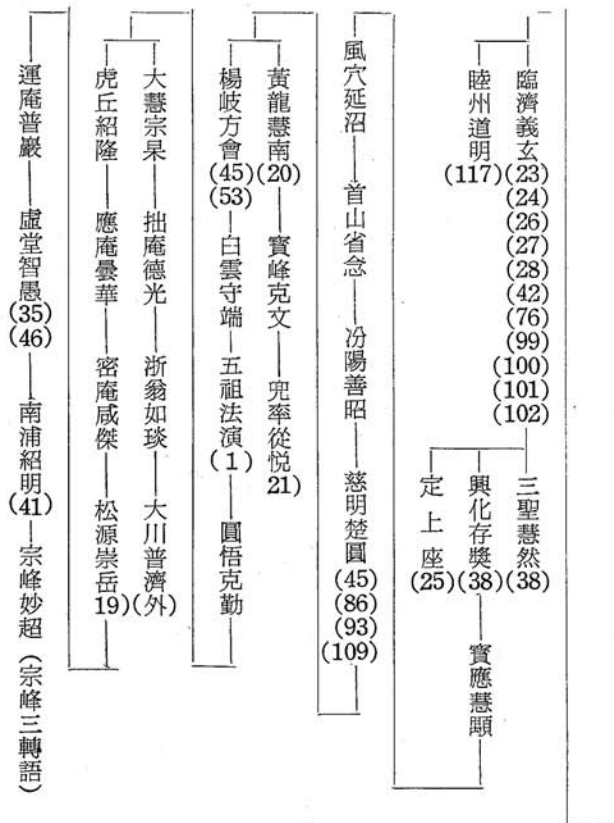 臨濟義玄(23)(24)(26)(27)(28)(42)(76)(99)(100)(101)(102)
三聖慧然(38)
興化存奬(38)
寶應慧顒
定上座(25)
睦州道明(117)
風穴延沼 首山省念 汾陽善昭 慈明楚圓(45)(86)(93)(109)
黃龍慧南(20) 寶峰克文 兜率從悅21)
楊岐方會(45)(53) 白雲守端 五祖法演(1) 圓悟克勤
大慧宗杲 拙庵德光 浙翁如琰 大川普濟(外)
虎丘紹隆 應庵曇華 密庵咸傑 松源崇岳19)
運庵普巖 虛堂智愚(35)(46) 南浦紹明(41) 宗峰妙超(宗峰三轉語)